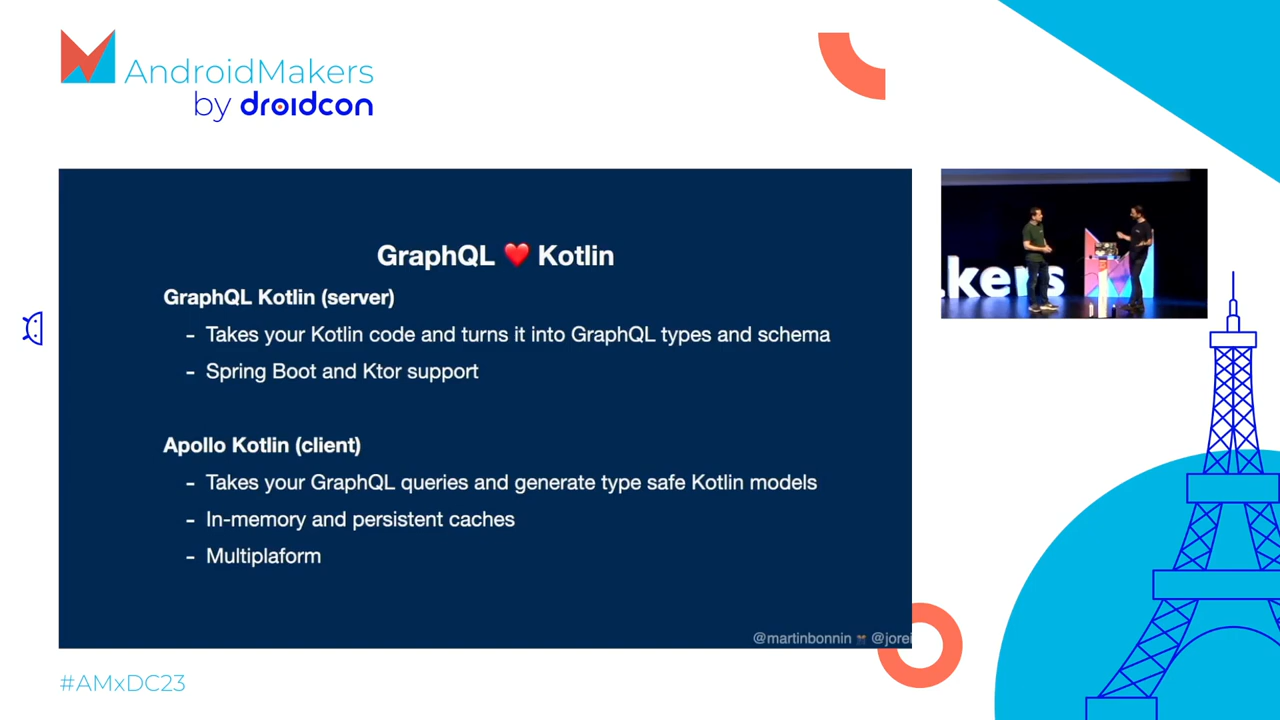 AndroidMakers
by droidcon
GraphQL ❤️ Kotlin
GraphQL Kotlin (server)
- Takes your Kotlin code and turns it into GraphQL types and schema
- Spring Boot and Ktor support
Apollo Kotlin (client)
- Takes your GraphQL queries and generate type safe Kotlin models
- In-memory and persistent caches
- Multiplaform
@martinbonnin @jorei
kers
#AMxDC23